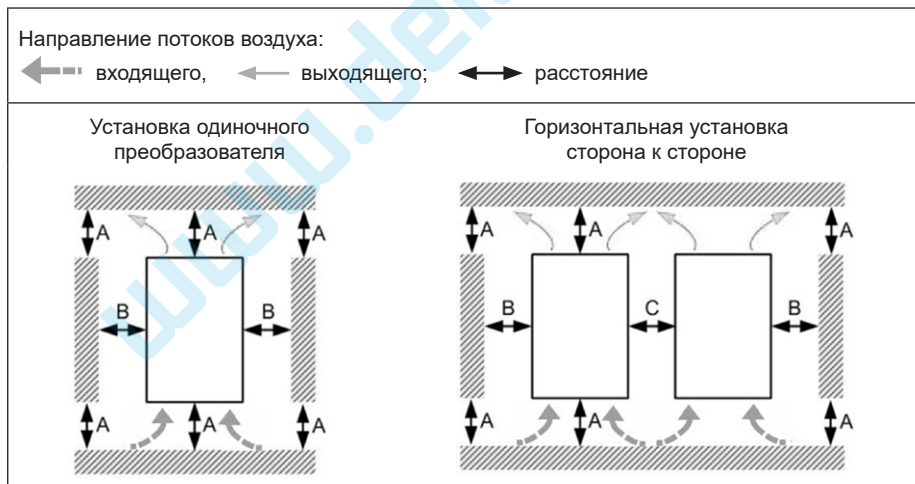 Направление потоков воздуха:
входящего, выходящего; расстояние
Установка одиночного
преобразователя
Горизонтальная установка
сторона к стороне
A A A
B B
A A A
A A A
B C B
A A A